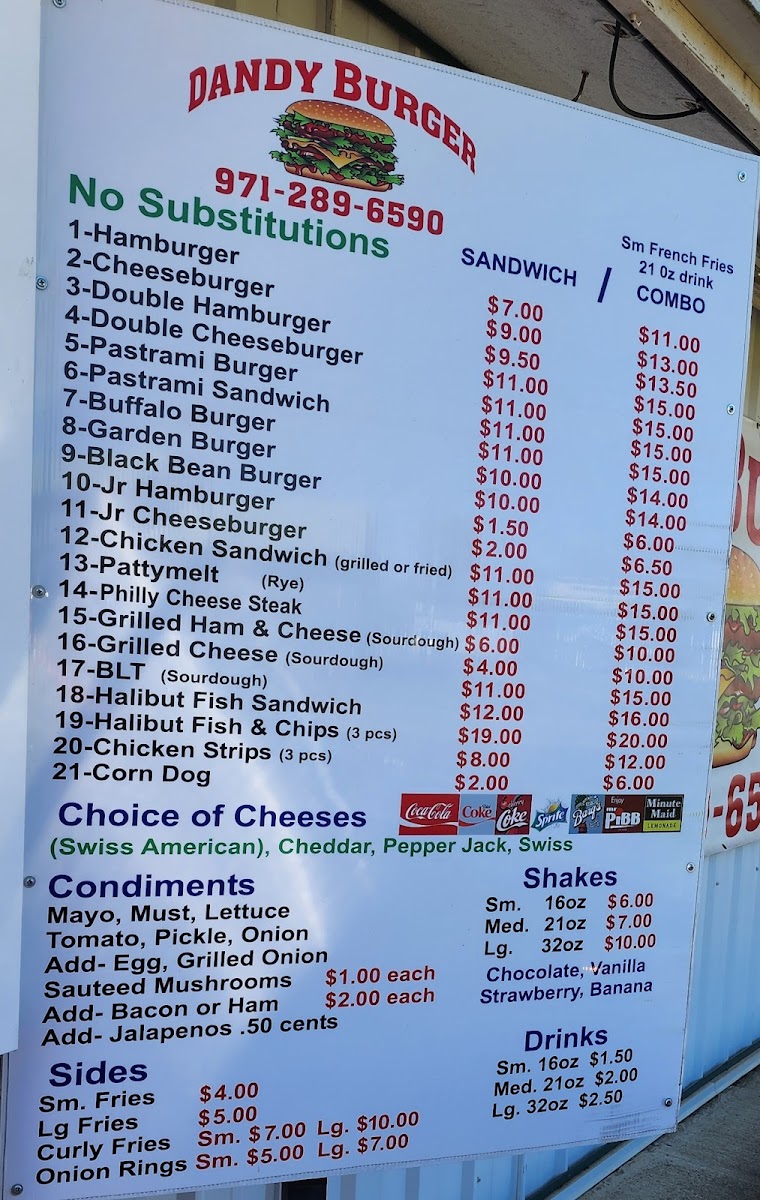 DANDY BURGER
971-289-6590
No Substitutions
SANDWICH / Sm French Fries
21 Oz drink
COMBO
1-Hamburger $7.00 $11.00
2-Cheeseburger $9.00 $13.00
3-Double Hamburger $9.50 $13.50
4-Double Cheeseburger $11.00 $15.00
5-Pastrami Burger $11.00 $15.00
6-Pastrami Sandwich $11.00 $15.00
7-Buffalo Burger $11.00 $15.00
8-Garden Burger $10.00 $14.00
9-Black Bean Burger $10.00 $14.00
10-Jr Hamburger $1.50 $6.00
11-Jr Cheeseburger $2.00 $6.50
12-Chicken Sandwich (grilled or fried) $11.00 $15.00
13-Pattymelt (Rye) $11.00 $15.00
14-Philly Cheese Steak $11.00 $15.00
15-Grilled Ham & Cheese (Sourdough) $6.00 $10.00
16-Grilled Cheese (Sourdough) $4.00 $10.00
17-BLT (Sourdough) $11.00 $15.00
18-Halibut Fish Sandwich $12.00 $16.00
19-Halibut Fish & Chips (3 pcs) $19.00 $20.00
20-Chicken Strips (3 pcs) $8.00 $12.00
21-Corn Dog $2.00 $6.00
Coca-Cola Coke Coke Sprite Barq's Enjoy mr PiBB Minute Maid LEMONADE
Choice of Cheeses
(Swiss American), Cheddar, Pepper Jack, Swiss
Condiments
Mayo, Must, Lettuce
Tomato, Pickle, Onion
Add- Egg, Grilled Onion
Sauteed Mushrooms $1.00 each
Add- Bacon or Ham $2.00 each
Add- Jalapenos .50 cents
Shakes
Sm. 16oz $6.00
Med. 21oz $7.00
Lg. 32oz $10.00
Chocolate, Vanilla
Strawberry, Banana
Sides
Sm. Fries $4.00
Lg Fries $5.00
Curly Fries Sm. $7.00 Lg. $10.00
Onion Rings Sm. $5.00 Lg. $7.00
Drinks
Sm. 16oz $1.50
Med. 21oz $2.00
Lg. 32oz $2.50